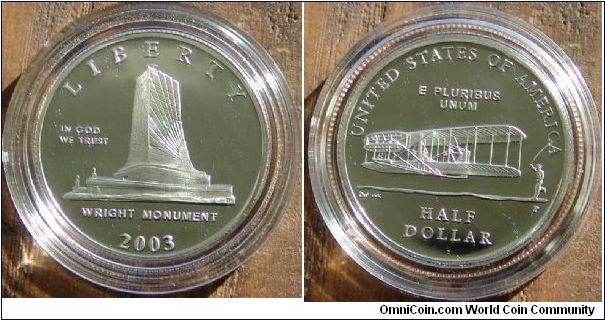 LIBERTY
IN GOD
WE TRUST
WRIGHT MONUMENT
2003
UNITED STATES OF AMERICA
E PLURIBUS
UNUM
HALF
DOLLAR
P
OmniCoin.com World Coin Community